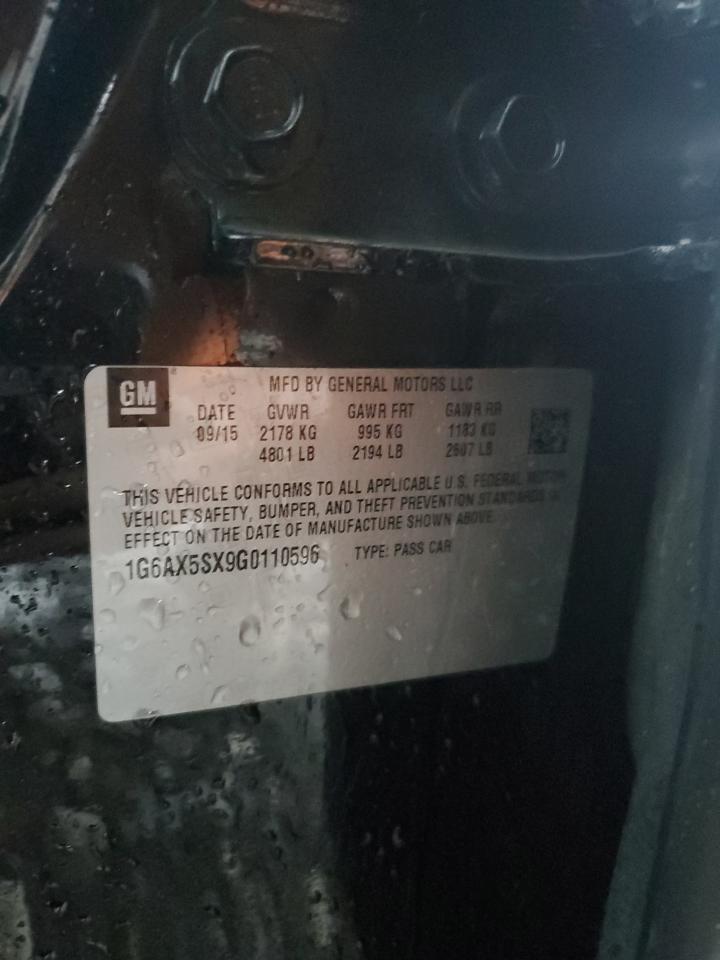 GM
MFD BY GENERAL MOTORS LLC
DATE GVWR GAWR FRT GAWR RR
09/15 2178 KG 995 KG 1183 KG
4801 LB 2194 LB 2607 LB
THIS VEHICLE CONFORMS TO ALL APPLICABLE U.S. FEDERAL MOTOR
VEHICLE SAFETY, BUMPER, AND THEFT PREVENTION STANDARDS IN
EFFECT ON THE DATE OF MANUFACTURE SHOWN ABOVE.
1G6AX5SX9G0110596 TYPE: PASS CAR